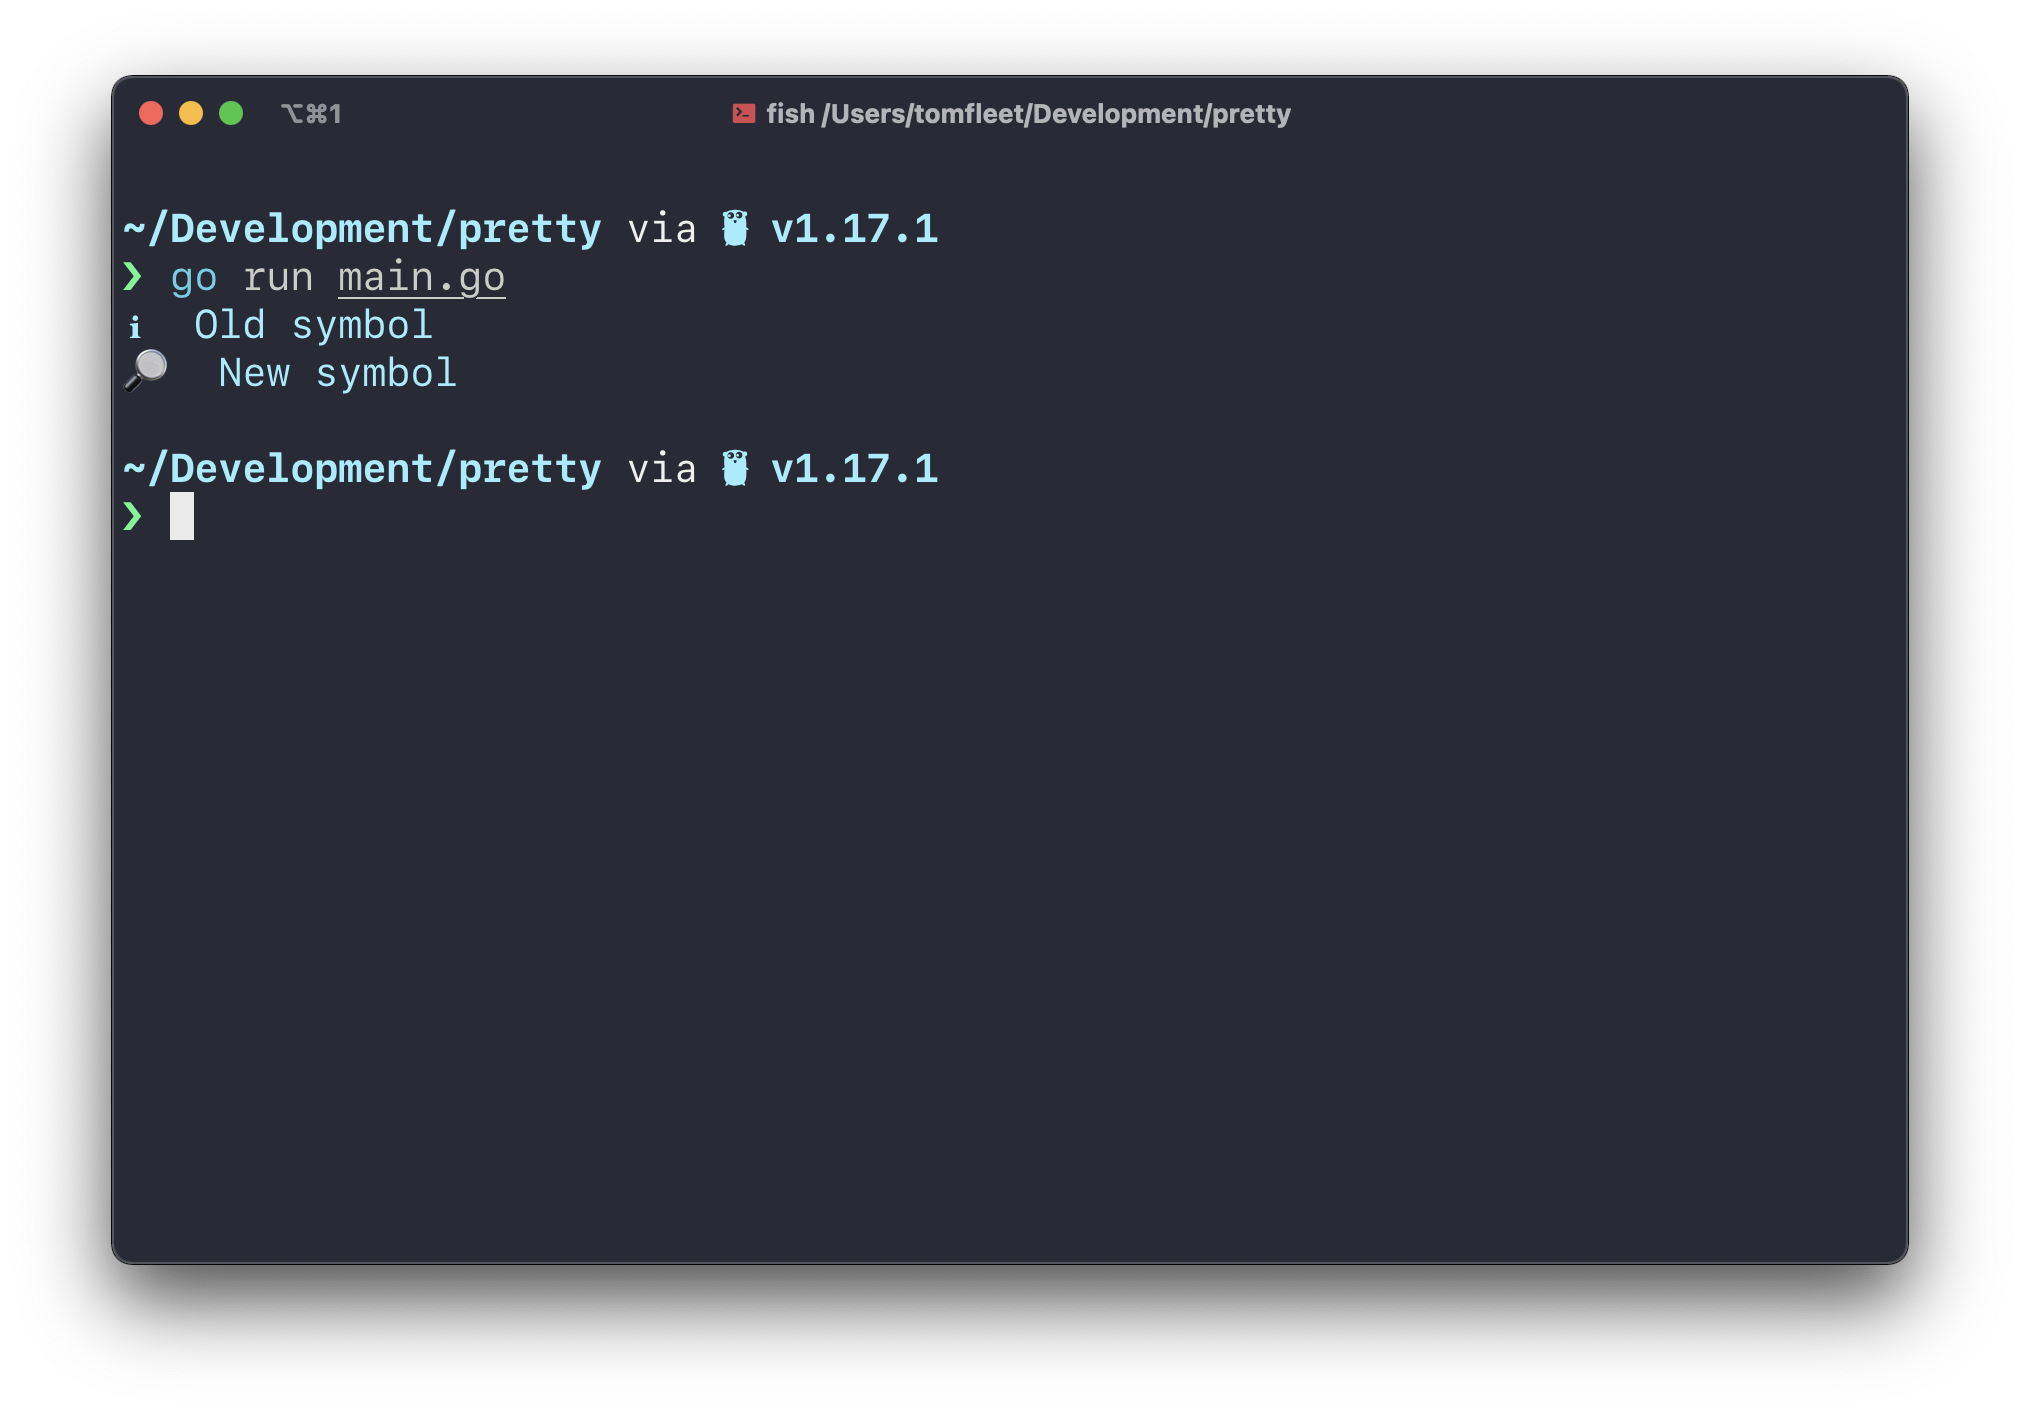 ⌥⌘1 fish /Users/tomfleet/Development/pretty
~/Development/pretty via v1.17.1
❯ go run main.go
ℹ Old symbol
🔎 New symbol
~/Development/pretty via v1.17.1
❯